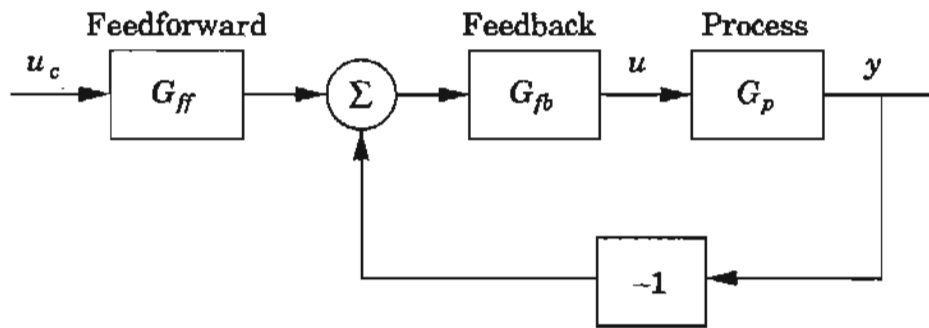 Feedforward
Feedback
Process
u_c
G_ff
Σ
G_fb
u
G_p
y
-1